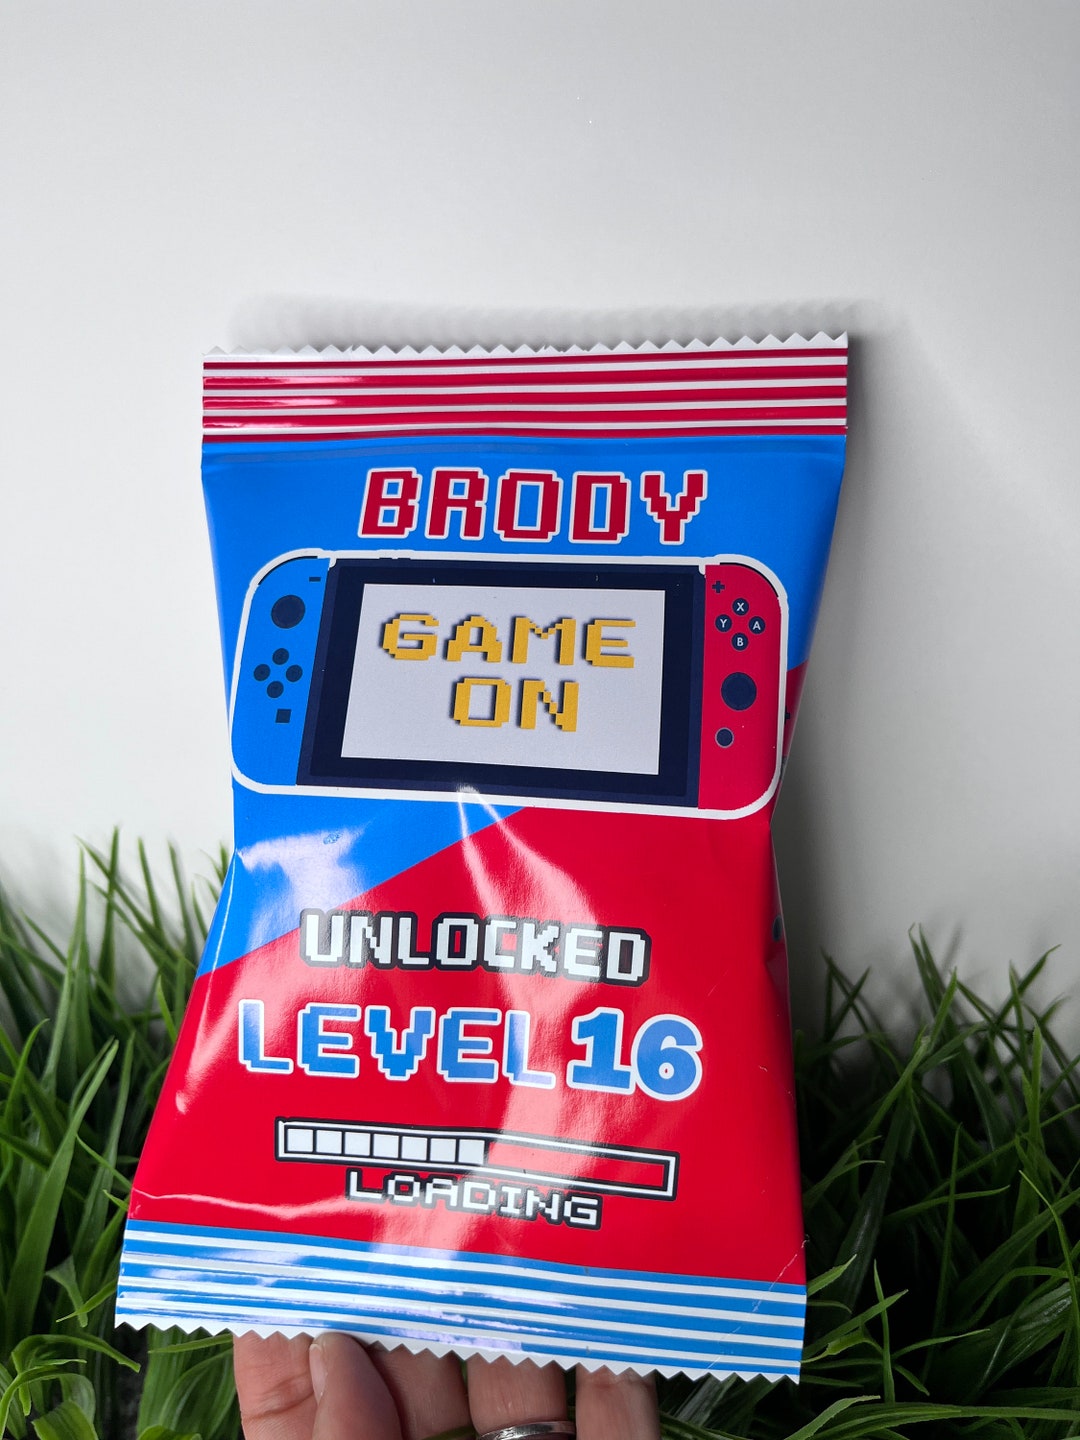 BRODY
GAME
ON
X
Y A
B
UNLOCKED
LEVEL 16
LOADING